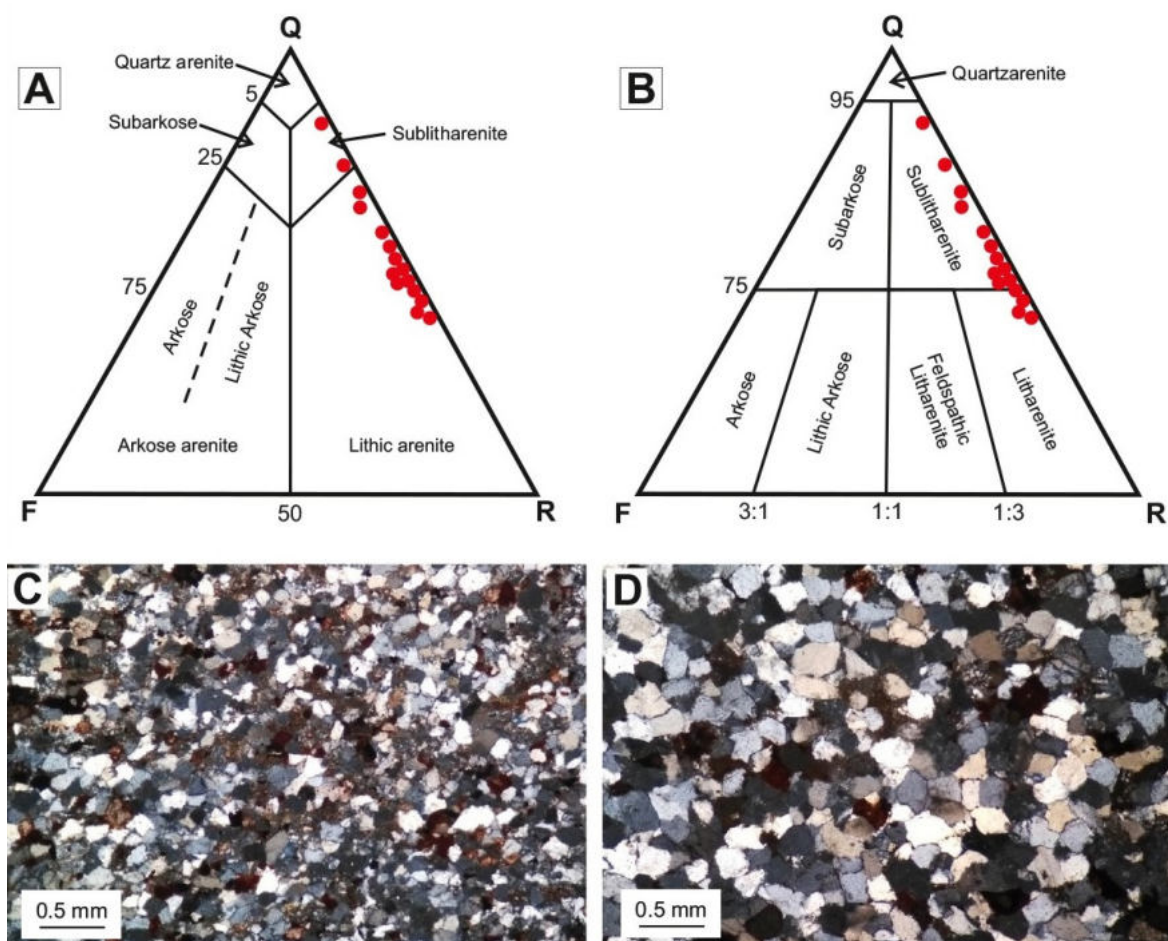 A
Q
Quartz arenite
5
Subarkose
Sublitharenite
25
75
Arkose
Lithic Arkose
Arkose arenite
Lithic arenite
F
50
R
B
Q
Quartzarenite
95
Subarkose
Sublitharenite
75
Arkose
Lithic Arkose
Feldspathic
Litharenite
Litharenite
F
3:1
1:1
1:3
R
C
0.5 mm
D
0.5 mm